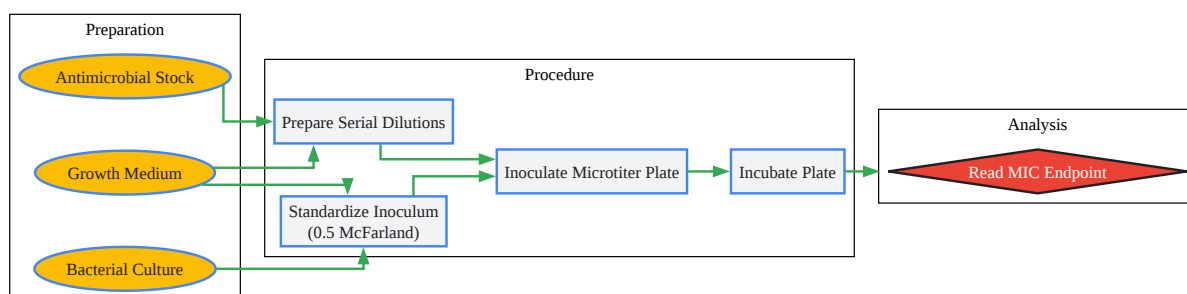 Preparation
Antimicrobial Stock
Growth Medium
Bacterial Culture
Procedure
Prepare Serial Dilutions
Standardize Inoculum
(0.5 McFarland)
Inoculate Microtiter Plate
Incubate Plate
Analysis
Read MIC Endpoint